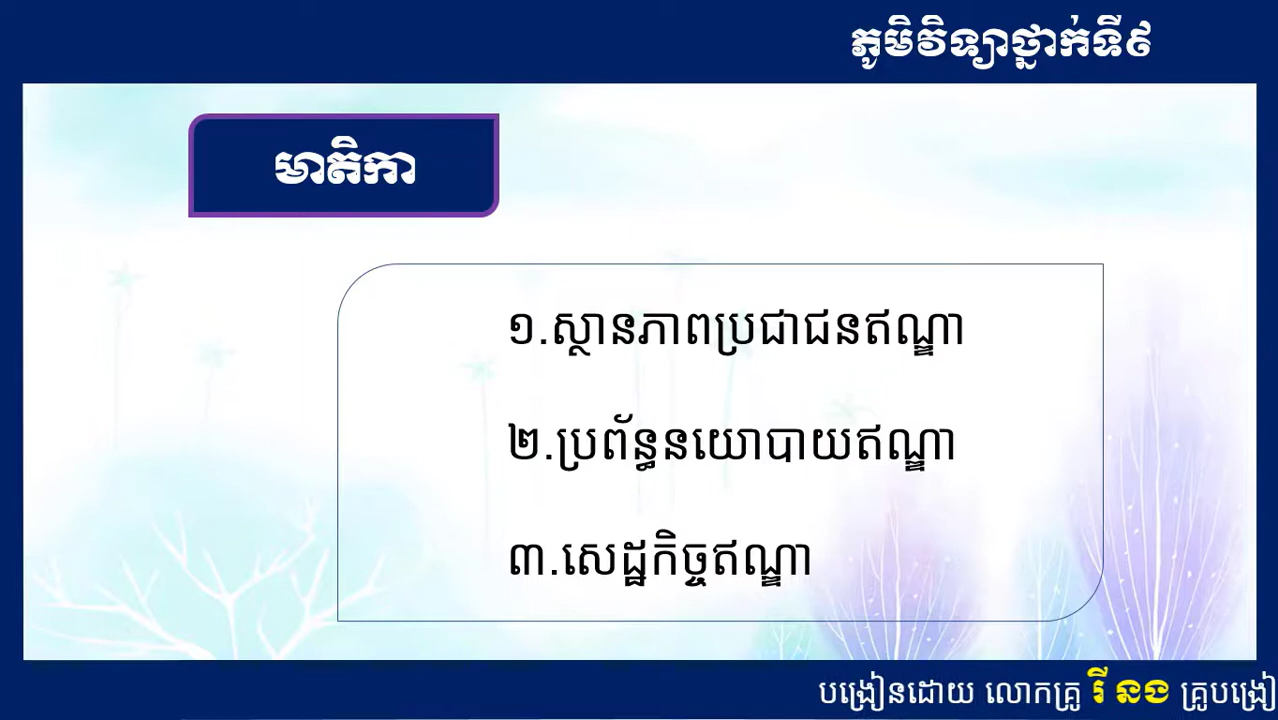 ភូមិវិទ្យាថ្នាក់ទី៩
មាតិកា
១.ស្ថានភាពប្រជាជនឥណ្ឌា
២.ប្រព័ន្ធនយោបាយឥណ្ឌា
៣.សេដ្ឋកិច្ចឥណ្ឌា
បង្រៀនដោយ លោកគ្រូ រី នង គ្រូបង្រៀ